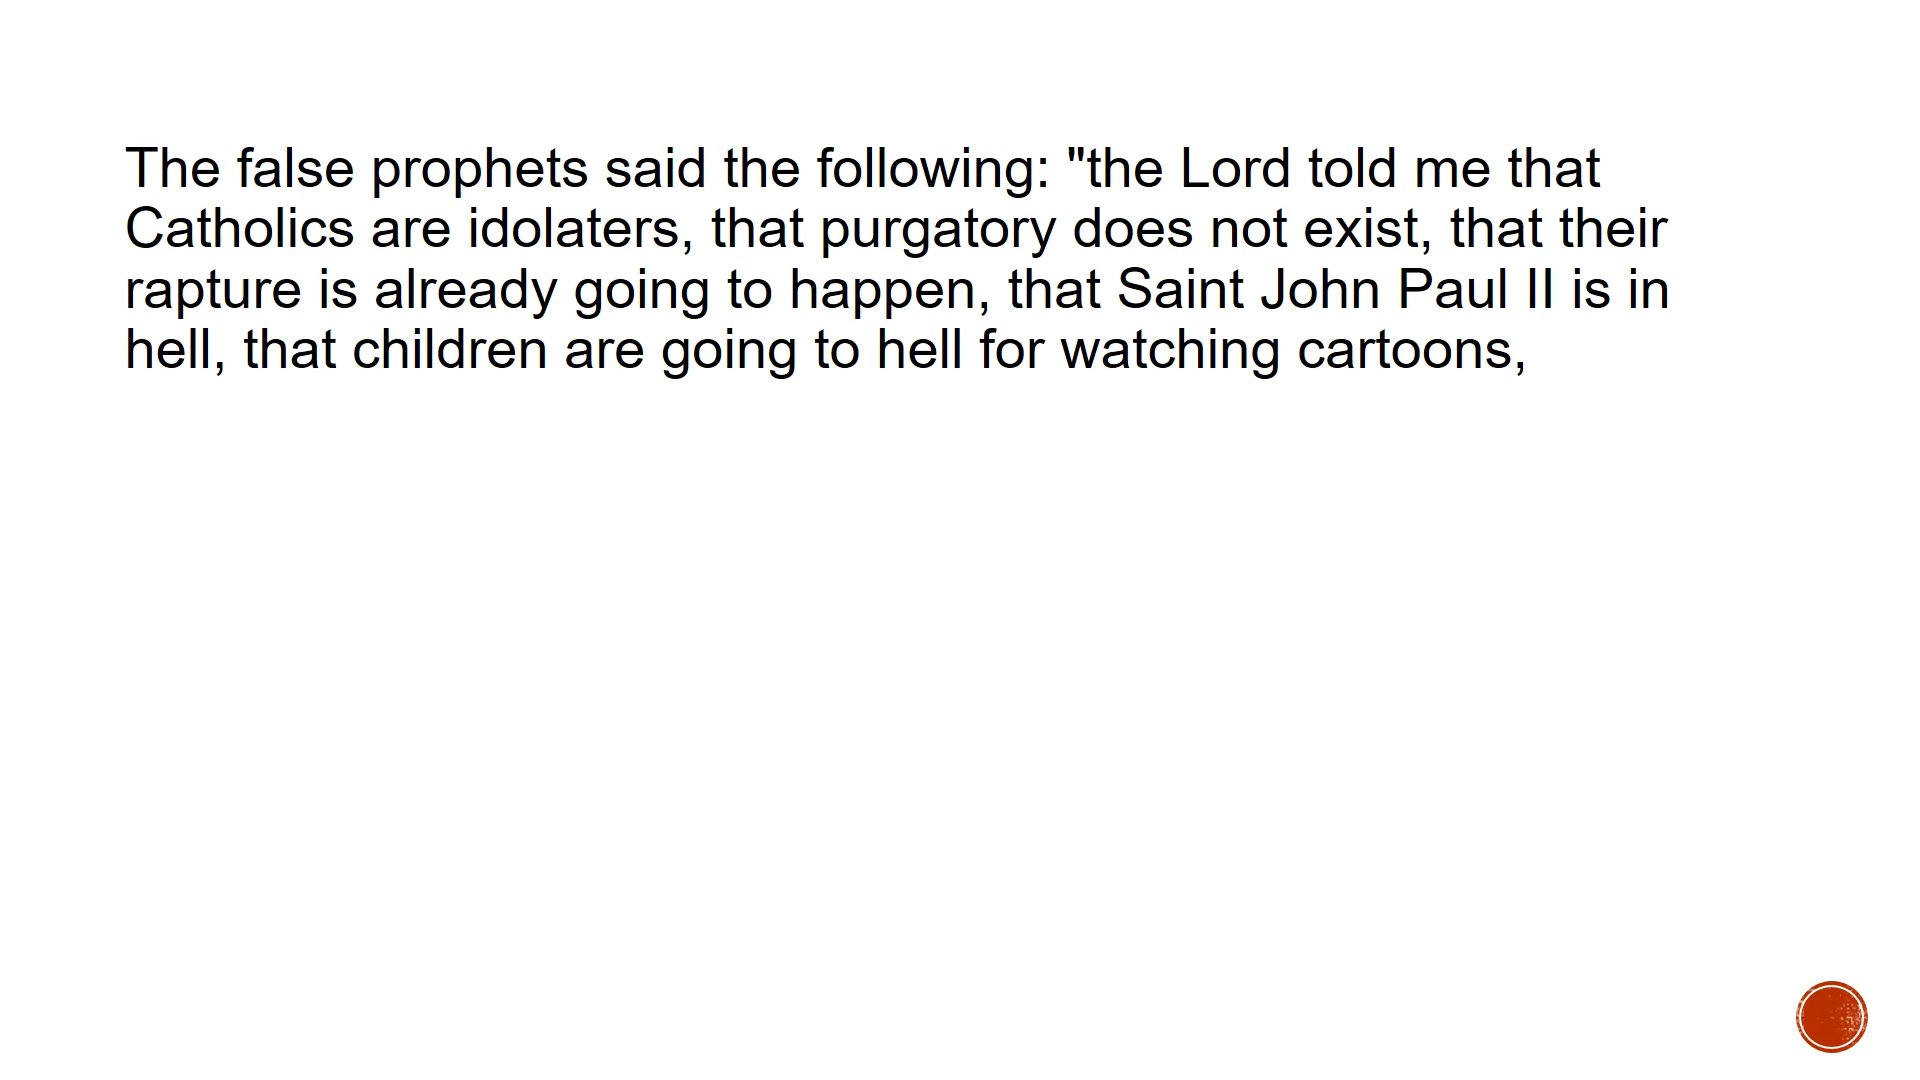 The false prophets said the following: "the Lord told me that
Catholics are idolaters, that purgatory does not exist, that their
rapture is already going to happen, that Saint John Paul II is in
hell, that children are going to hell for watching cartoons,